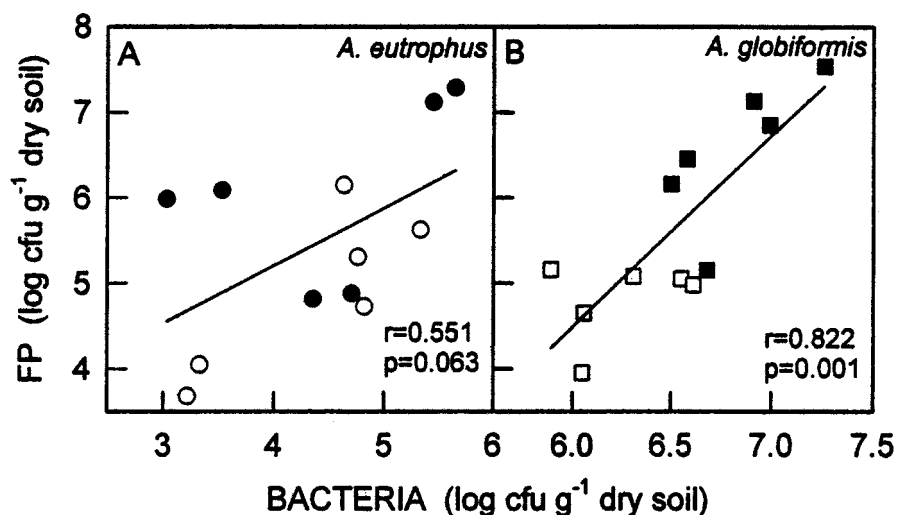 A A. eutrophus
B A. globiformis
8
7
6
5
4
FP (log cfu g⁻¹ dry soil)
r=0.551
p=0.063
r=0.822
p=0.001
3 4 5 6
6.0 6.5 7.0 7.5
BACTERIA (log cfu g⁻¹ dry soil)